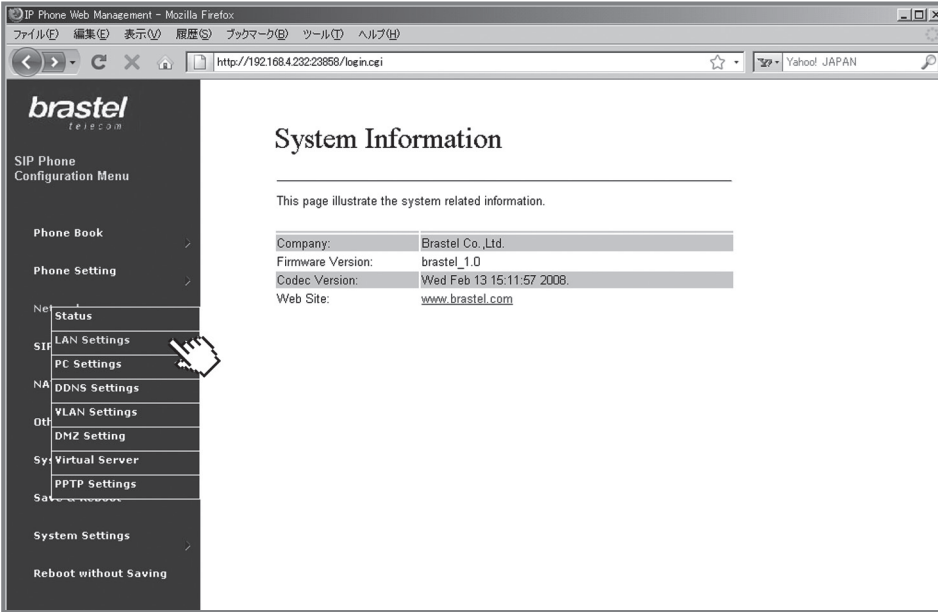 IP Phone Web Management - Mozilla Firefox
ファイル(F) 編集(E) 表示(V) 履歴(S) ブックマーク(B) ツール(T) ヘルプ(H)
http://192.168.4.232:23858/login.cgi
Yahoo! JAPAN
brastel
telecom
SIP Phone
Configuration Menu
Phone Book
Phone Setting
Status
LAN Settings
PC Settings
DDNS Settings
VLAN Settings
DMZ Setting
Virtual Server
PPTP Settings
Save & Reboot
System Settings
Reboot without Saving
System Information
This page illustrate the system related information.
Company: Brastel Co.,Ltd.
Firmware Version: brastel_1.0
Codec Version: Wed Feb 13 15:11:57 2008.
Web Site: www.brastel.com